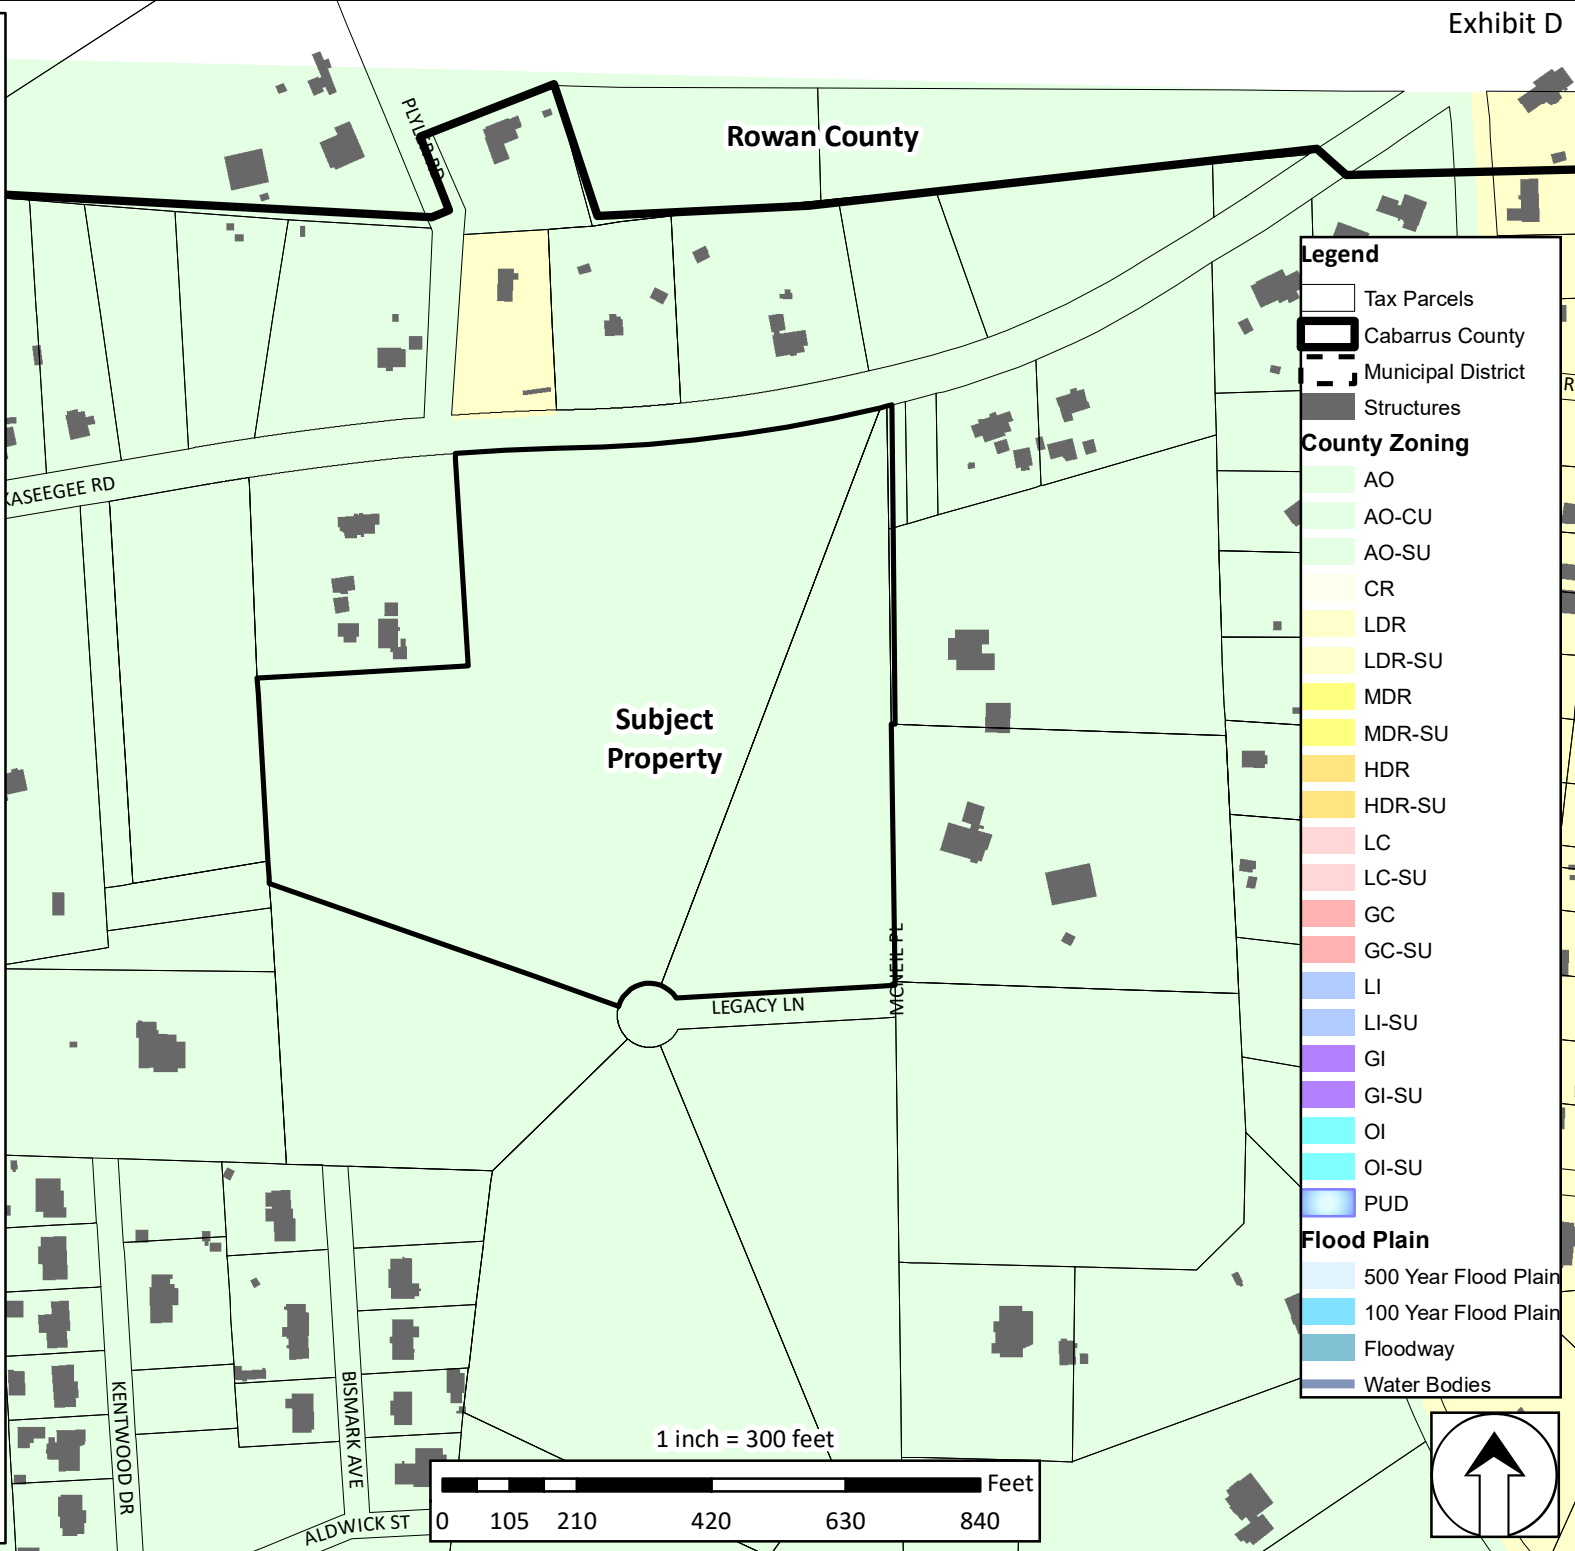 Exhibit D
PLYLER RD
Rowan County
Legend
Tax Parcels
Cabarrus County
Municipal District
Structures
County Zoning
AO
AO-CU
AO-SU
CR
LDR
LDR-SU
MDR
MDR-SU
HDR
HDR-SU
LC
LC-SU
GC
GC-SU
LI
LI-SU
GI
GI-SU
OI
OI-SU
PUD
Flood Plain
500 Year Flood Plain
100 Year Flood Plain
Floodway
Water Bodies
R
KASEEGEE RD
Subject
Property
MCNEIL PL
LEGACY LN
KENTWOOD DR
BISMARK AVE
ALDWICK ST
1 inch = 300 feet
Feet
0 105 210 420 630 840